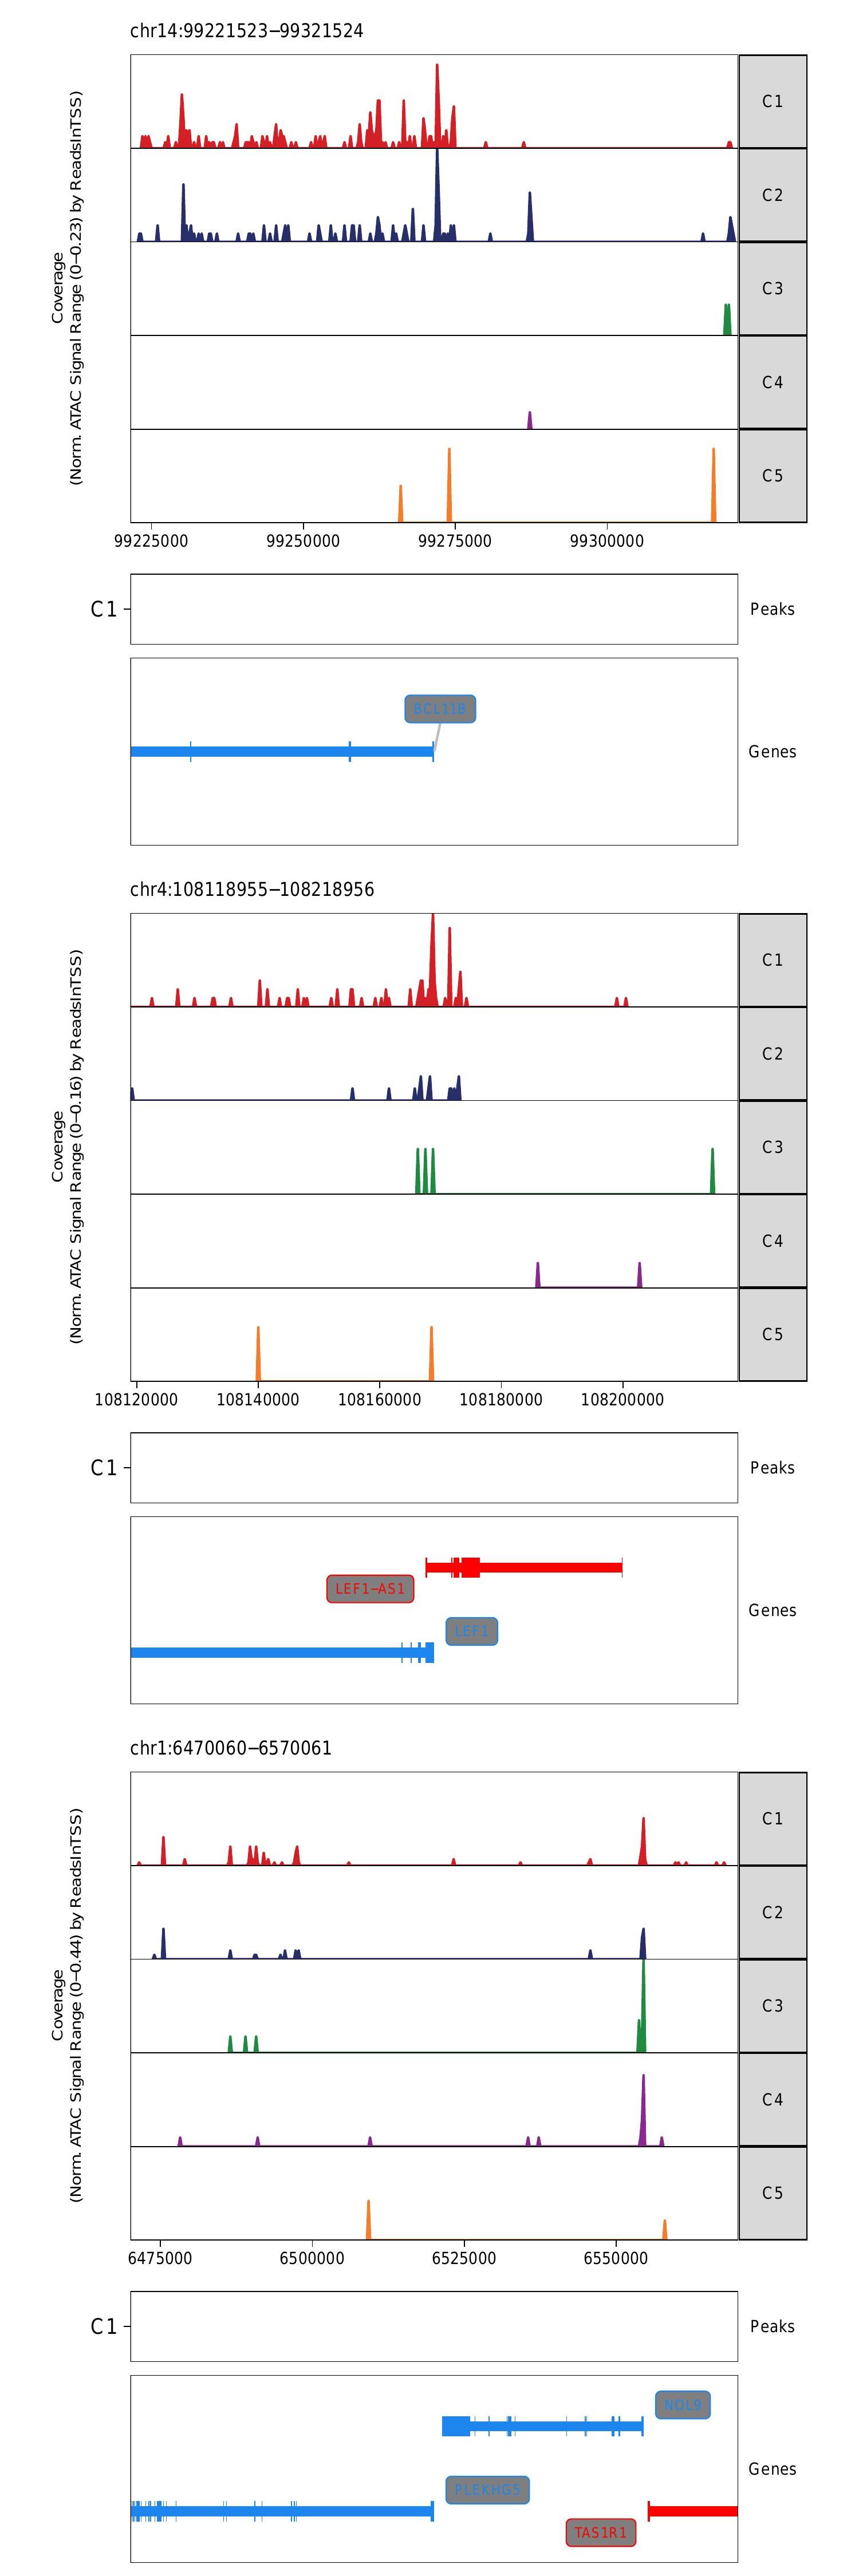 chr14:99221523−99321524
Coverage
(Norm. ATAC Signal Range (0−0.23) by ReadsInTSS)
C1
C2
C3
C4
C5
99225000 99250000 99275000 99300000
C1 Peaks
BCL11B
Genes
chr4:108118955−108218956
Coverage
(Norm. ATAC Signal Range (0−0.16) by ReadsInTSS)
C1
C2
C3
C4
C5
108120000 108140000 108160000 108180000 108200000
C1 Peaks
LEF1−AS1
LEF1
Genes
chr1:6470060−6570061
Coverage
(Norm. ATAC Signal Range (0−0.44) by ReadsInTSS)
C1
C2
C3
C4
C5
6475000 6500000 6525000 6550000
C1 Peaks
NOL9
Genes
PLEKHG5
TAS1R1